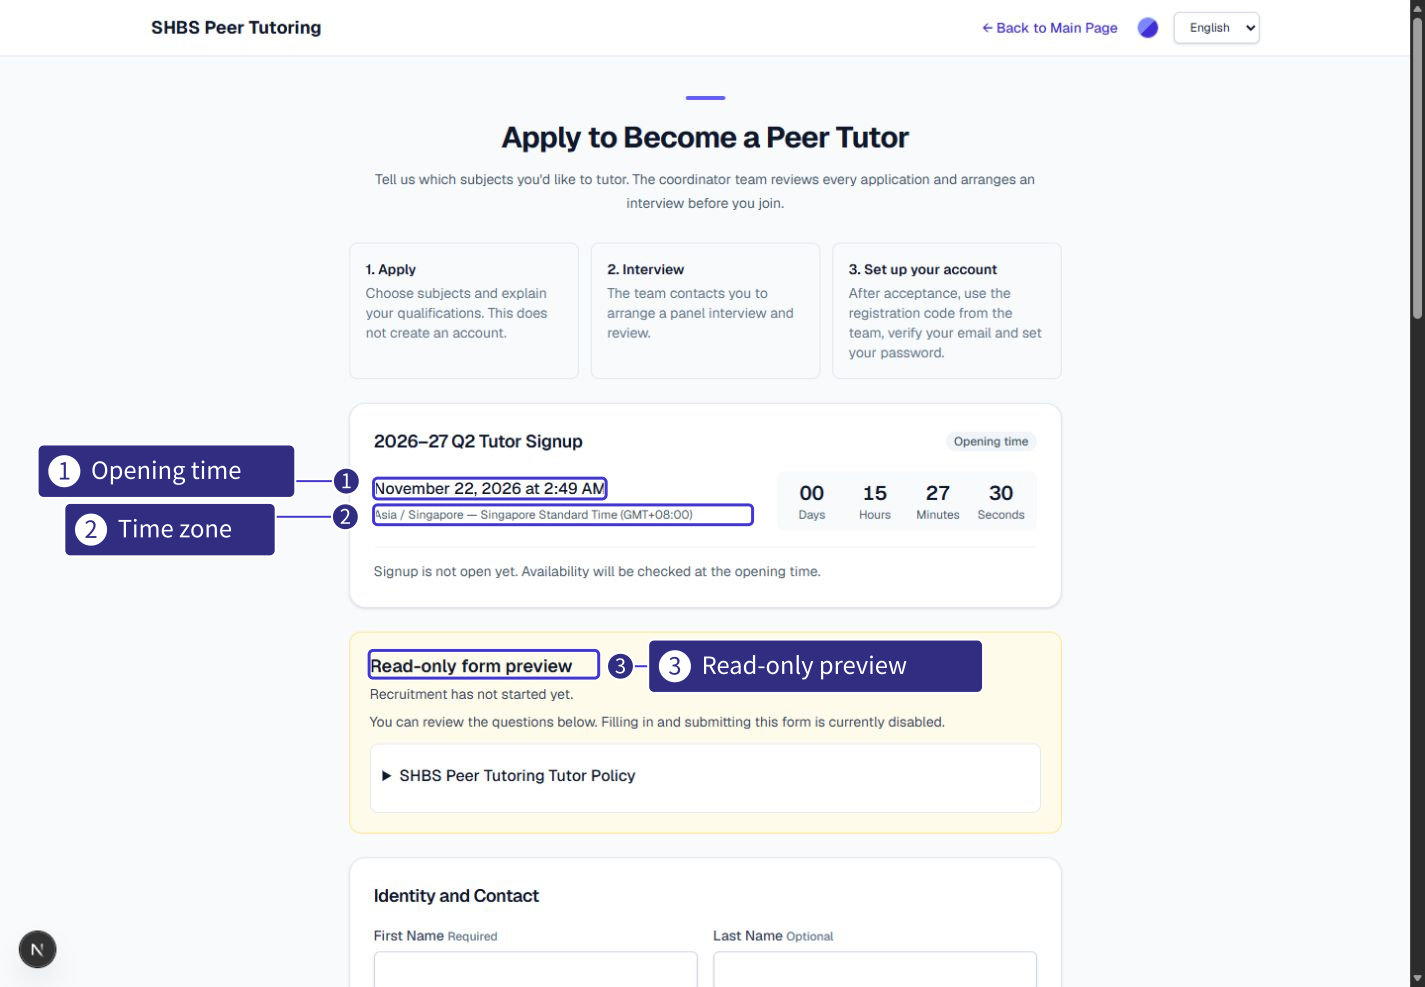 SHBS Peer Tutoring
← Back to Main Page
English
Apply to Become a Peer Tutor
Tell us which subjects you'd like to tutor. The coordinator team reviews every application and arranges an
interview before you join.
1. Apply
Choose subjects and explain
your qualifications. This does
not create an account.
2. Interview
The team contacts you to
arrange a panel interview and
review.
3. Set up your account
After acceptance, use the
registration code from the
team, verify your email and set
your password.
2026–27 Q2 Tutor Signup
Opening time
1 Opening time
1
November 22, 2026 at 2:49 AM
2 Time zone
2
Asia / Singapore — Singapore Standard Time (GMT+08:00)
00 15 27 30
Days Hours Minutes Seconds
Signup is not open yet. Availability will be checked at the opening time.
Read-only form preview
3
3 Read-only preview
Recruitment has not started yet.
You can review the questions below. Filling in and submitting this form is currently disabled.
▶ SHBS Peer Tutoring Tutor Policy
Identity and Contact
First Name Required
Last Name Optional
N